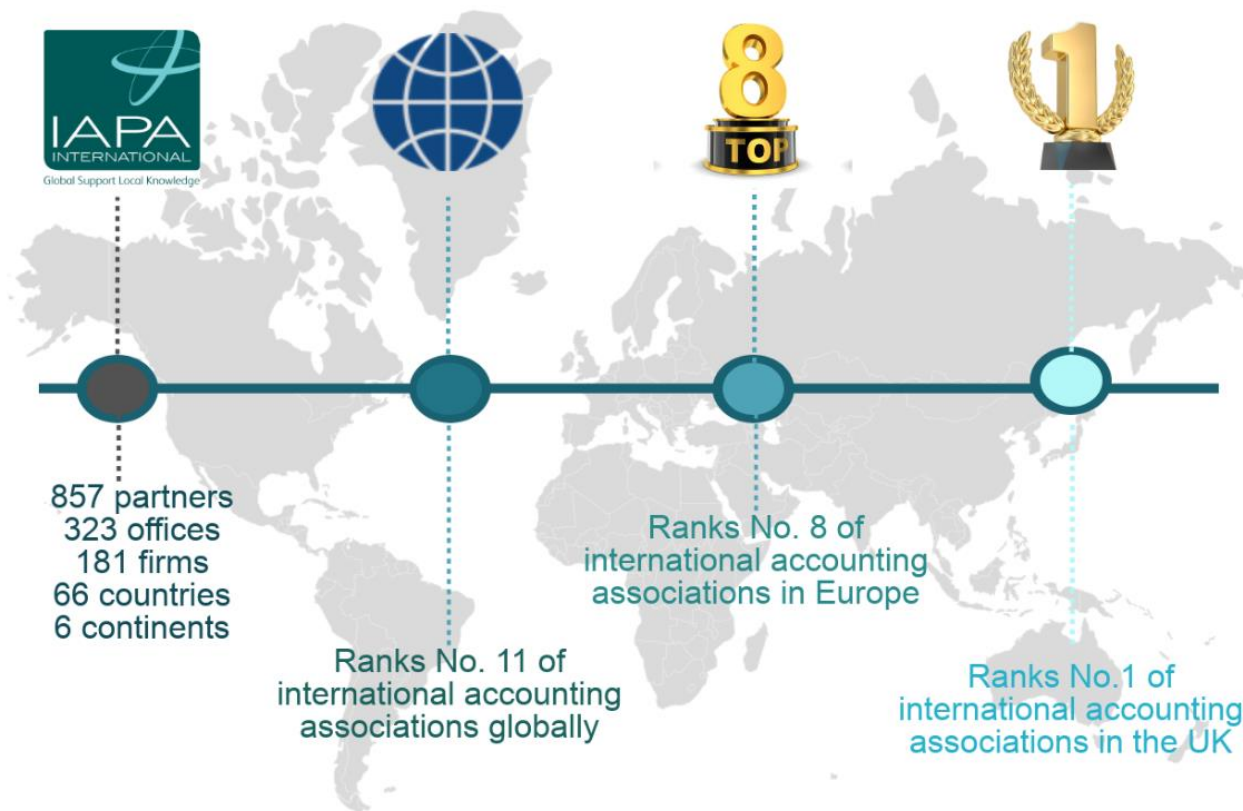 IAPA
INTERNATIONAL
Global Support Local Knowledge
8
TOP
1
857 partners
323 offices
181 firms
66 countries
6 continents
Ranks No. 11 of
international accounting
associations globally
Ranks No. 8 of
international accounting
associations in Europe
Ranks No.1 of
international accounting
associations in the UK